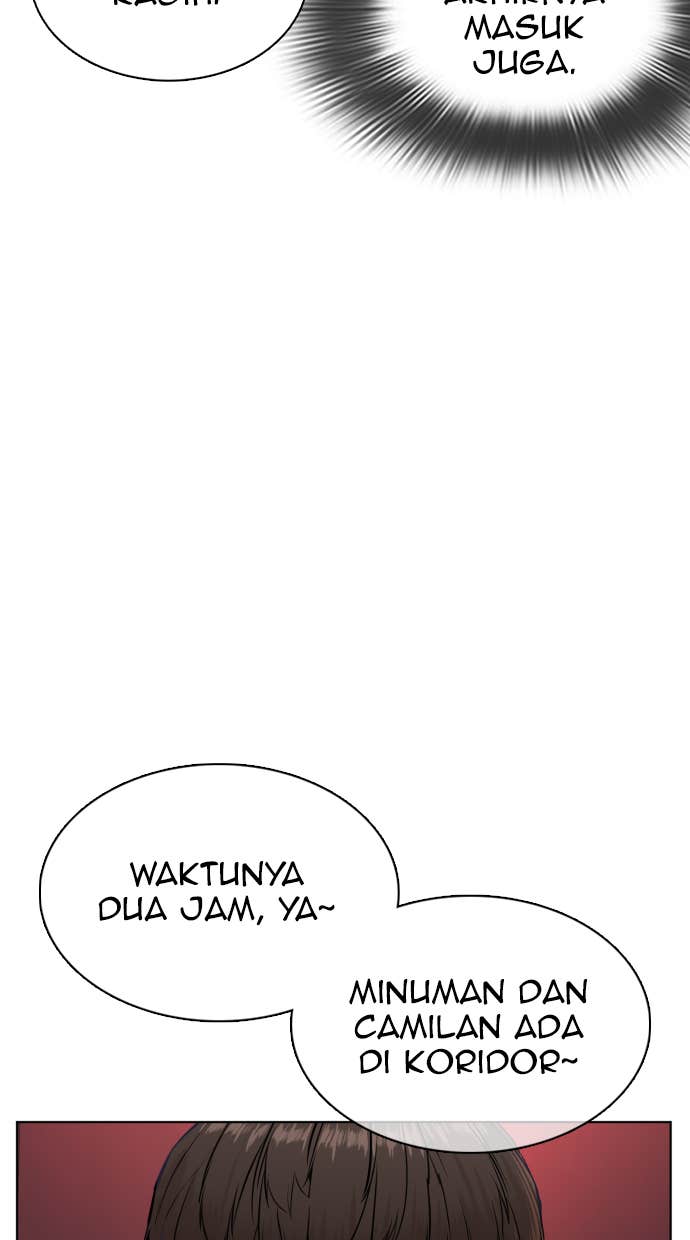 MASUK
JUGA.
WAKTUNYA
DUA JAM, YA~
MINUMAN DAN
CAMILAN ADA
DI KORIDOR~